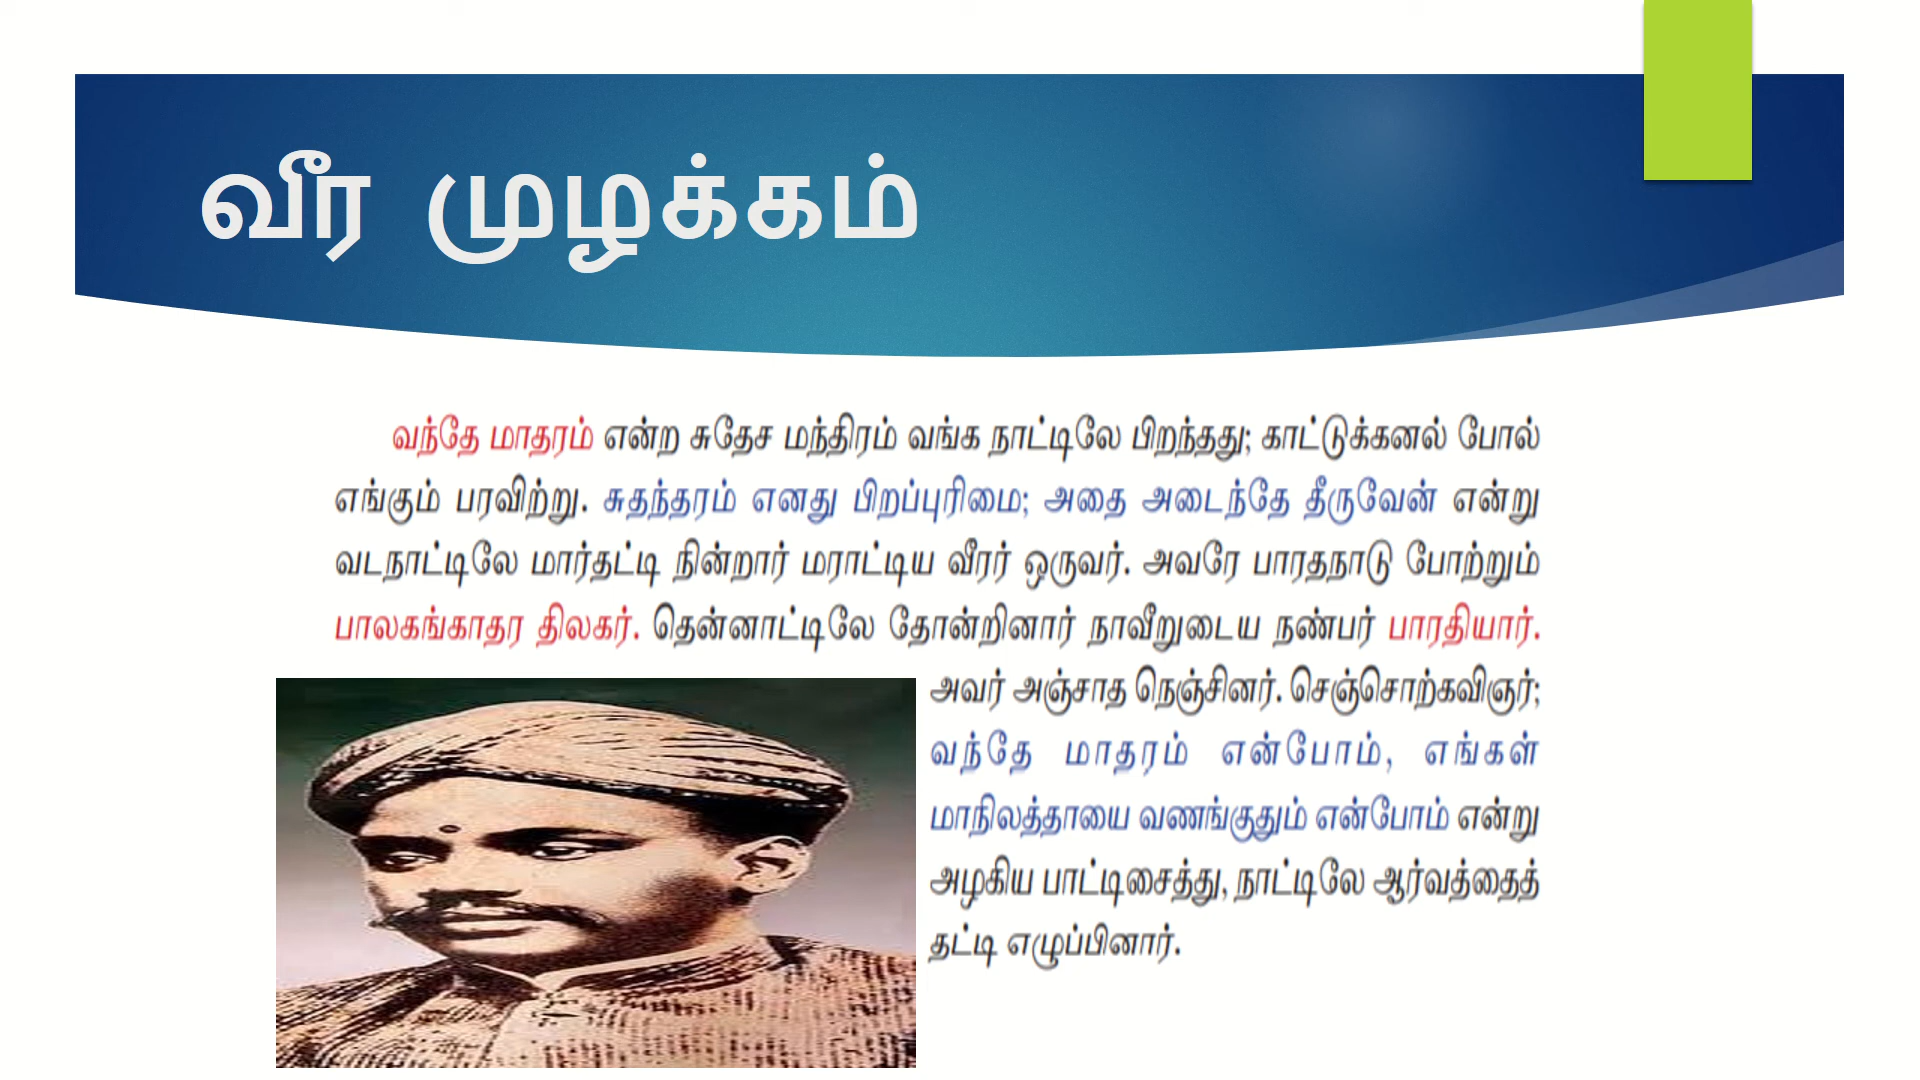 வீர முழக்கம்
வந்தே மாதரம் என்ற சுதேச மந்திரம் வங்க நாட்டிலே பிறந்தது; காட்டுக்கனல் போல்
எங்கும் பரவிற்று. சுதந்தரம் எனது பிறப்புரிமை; அதை அடைந்தே தீருவேன் என்று
வடநாட்டிலே மார்தட்டி நின்றார் மராட்டிய வீரர் ஒருவர். அவரே பாரதநாடு போற்றும்
பாலகங்காதர திலகர். தென்னாட்டிலே தோன்றினார் நாவீறுடைய நண்பர் பாரதியார்.
அவர் அஞ்சாத நெஞ்சினர். செஞ்சொற்கவிஞர்;
வந்தே மாதரம் என்போம், எங்கள்
மாநிலத்தாயை வணங்குதும் என்போம் என்று
அழகிய பாட்டிசைத்து, நாட்டிலே ஆர்வத்தைத்
தட்டி எழுப்பினார்.